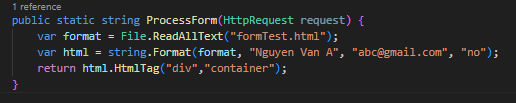 1 reference
public static string ProcessForm(HttpRequest request) {
var format = File.ReadAllText("formTest.html");
var html = string.Format(format, "Nguyen Van A", "abc@gmail.com", "no");
return html.HtmlTag("div","container");
}